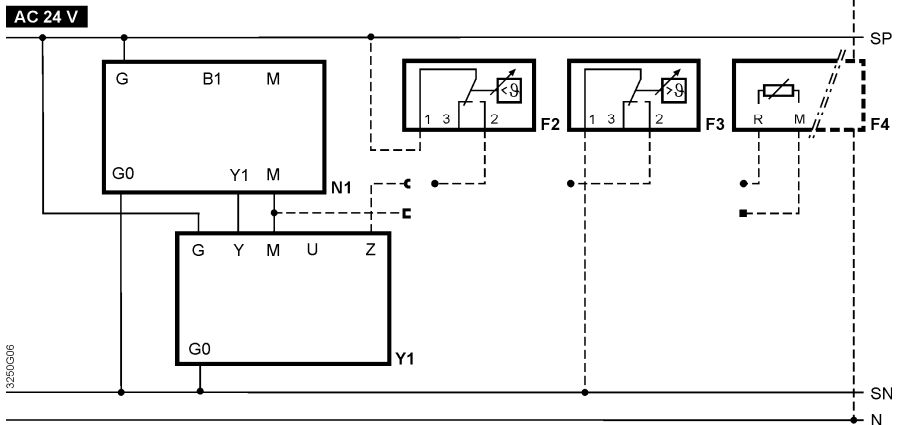 AC 24 V
SP
G B1 M
<ϑ
>ϑ
1 3 2 F2
1 3 2 F3
R M F4
G0 Y1 M N1
G Y M U Z
G0 Y1
3250G06
SN
N